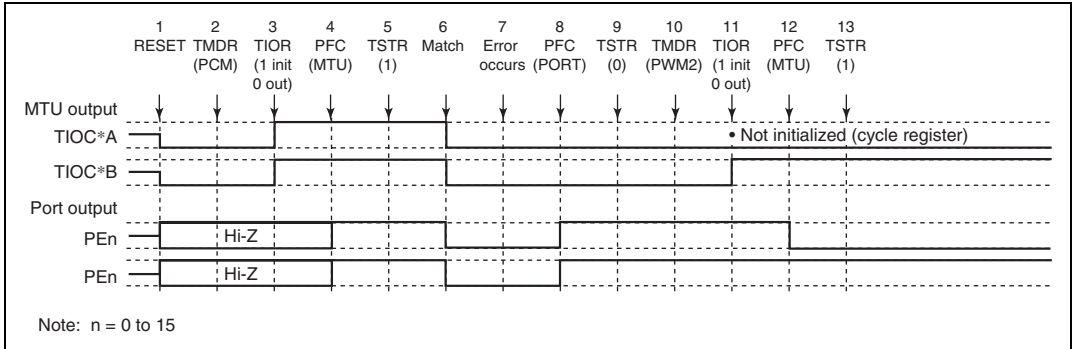 1 2 3 4 5 6 7 8 9 10 11 12 13
RESET TMDR TIOR PFC TSTR Match Error PFC TSTR TMDR TIOR PFC TSTR
(PCM) (1 init (MTU) (1) occurs (PORT) (0) (PWM2) (1 init (MTU) (1)
0 out) 0 out)
MTU output
TIOC*A • Not initialized (cycle register)
TIOC*B
Port output
PEn Hi-Z
PEn Hi-Z
Note: n = 0 to 15